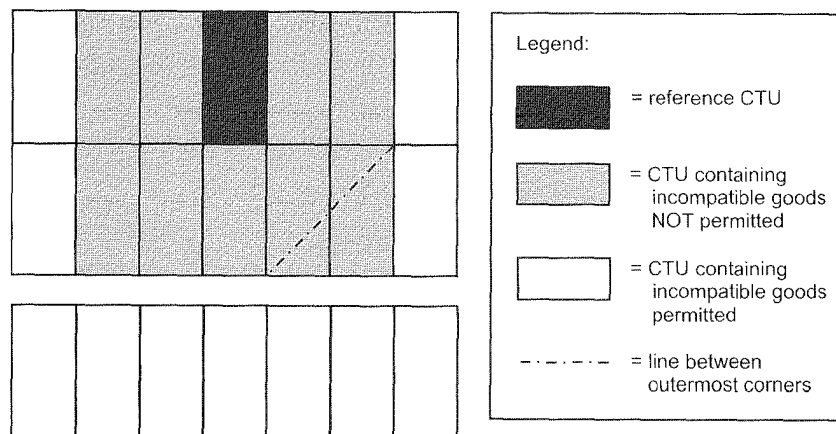 Legend:
= reference CTU
= CTU containing
incompatible goods
NOT permitted
= CTU containing
incompatible goods
permitted
= line between
outermost corners